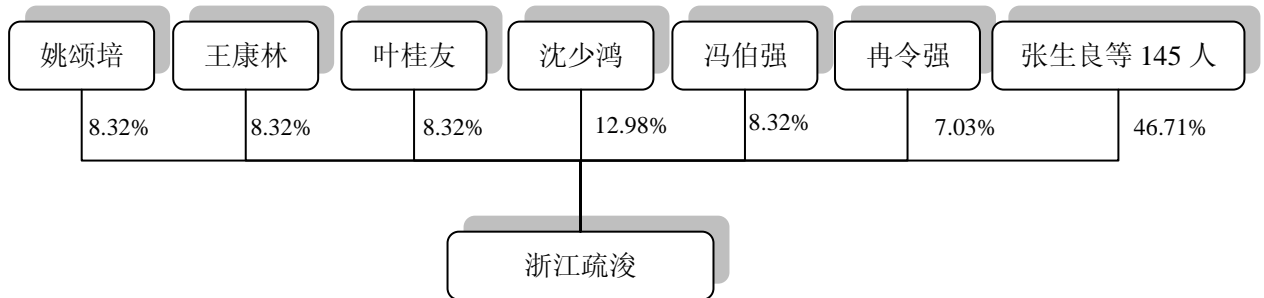 姚颂培
王康林
叶桂友
沈少鸿
冯伯强
冉令强
张生良等 145 人
8.32%
8.32%
8.32%
12.98%
8.32%
7.03%
46.71%
浙江疏浚